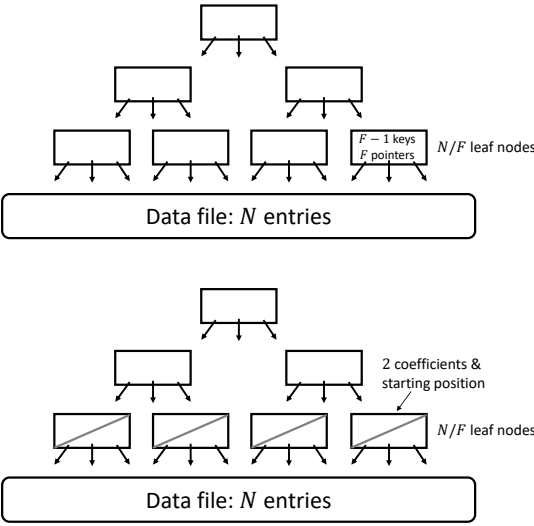 F − 1 keys
F pointers
N/F leaf nodes
Data file: N entries
2 coefficients &
starting position
N/F leaf nodes
Data file: N entries